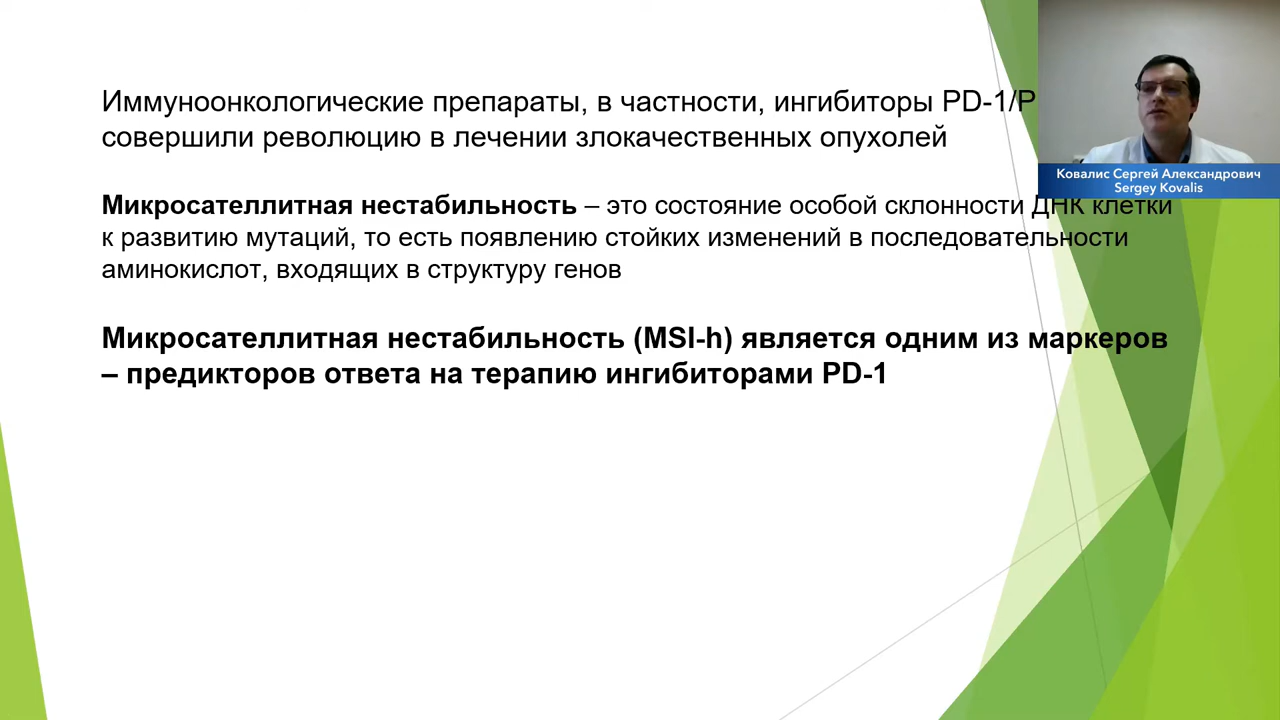 Иммуноонкологические препараты, в частности, ингибиторы PD-1/P
совершили революцию в лечении злокачественных опухолей
Микросателлитная нестабильность – это состояние особой склонности ДНК клетки
к развитию мутаций, то есть появлению стойких изменений в последовательности
аминокислот, входящих в структуру генов
Микросателлитная нестабильность (MSI-h) является одним из маркеров
– предикторов ответа на терапию ингибиторами PD-1
Ковалис Сергей Александрович
Sergey Kovalis